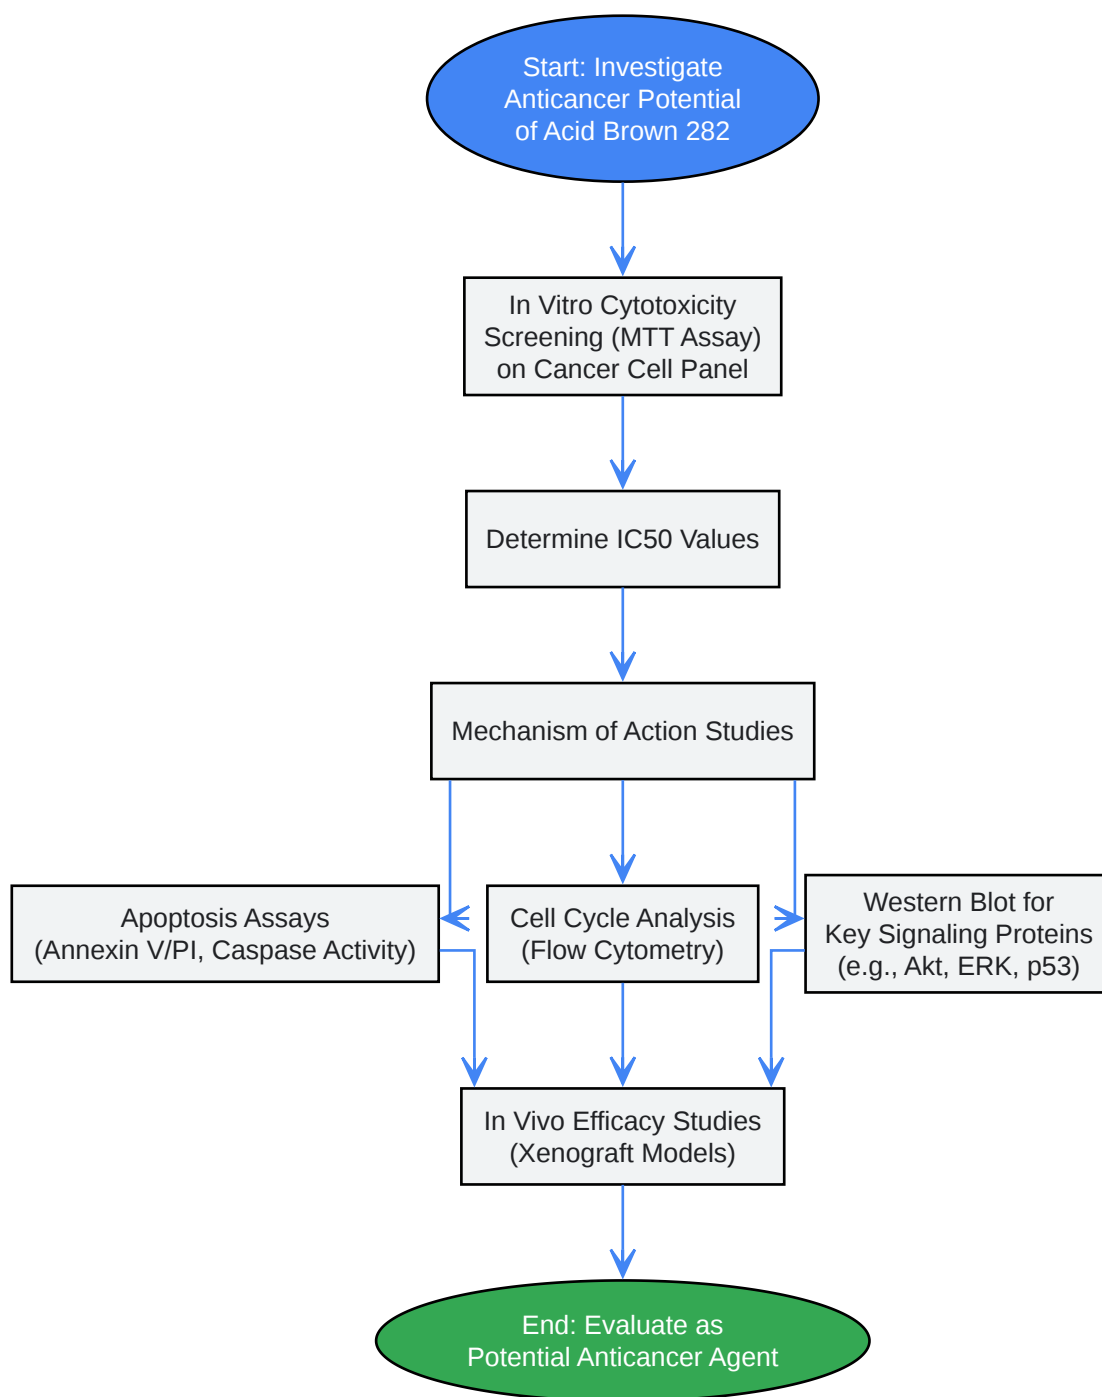 Start: Investigate
Anticancer Potential
of Acid Brown 282
In Vitro Cytotoxicity
Screening (MTT Assay)
on Cancer Cell Panel
Determine IC50 Values
Mechanism of Action Studies
Apoptosis Assays
(Annexin V/PI, Caspase Activity)
Cell Cycle Analysis
(Flow Cytometry)
Western Blot for
Key Signaling Proteins
(e.g., Akt, ERK, p53)
In Vivo Efficacy Studies
(Xenograft Models)
End: Evaluate as
Potential Anticancer Agent